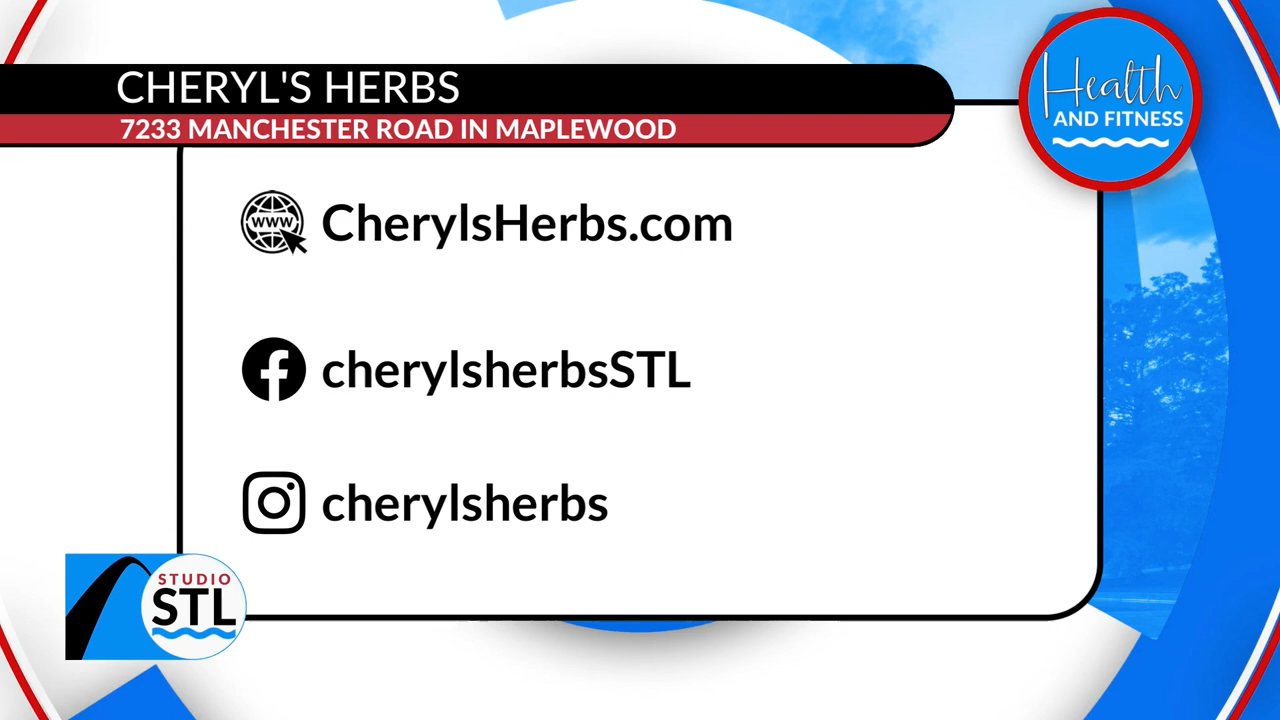 CHERYL'S HERBS
7233 MANCHESTER ROAD IN MAPLEWOOD
Health
AND FITNESS
www
CherylsHerbs.com
cherylsherbsSTL
cherylsherbs
STUDIO
STL